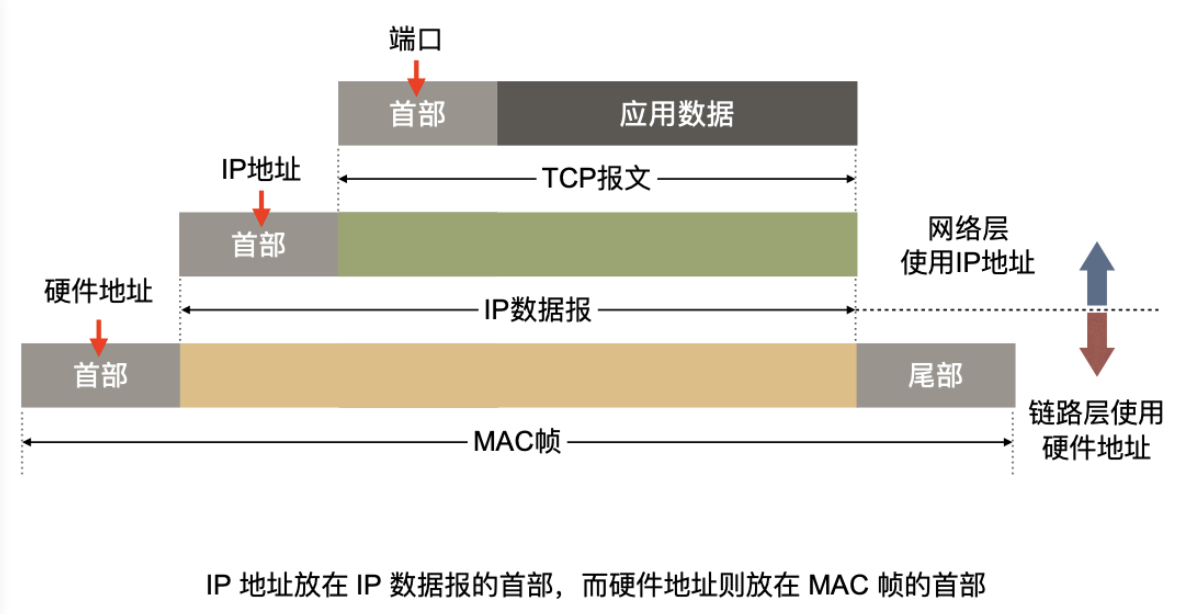 端口
首部
应用数据
TCP报文
IP地址
首部
网络层
使用IP地址
硬件地址
IP数据报
首部
尾部
链路层使用
硬件地址
MAC帧
IP 地址放在 IP 数据报的首部，而硬件地址则放在 MAC 帧的首部